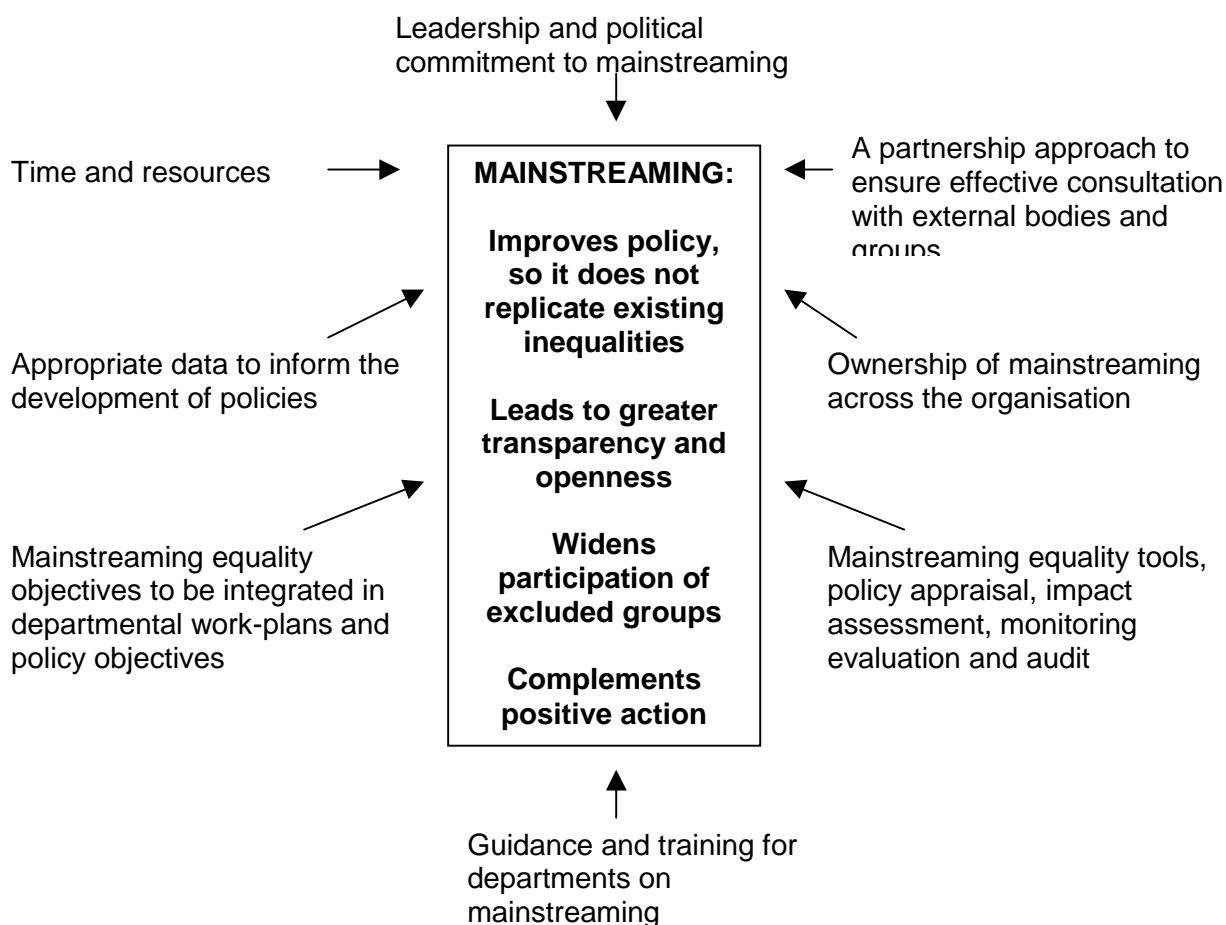 Leadership and political
commitment to mainstreaming
Time and resources
MAINSTREAMING:
A partnership approach to
ensure effective consultation
with external bodies and
groups
Improves policy,
so it does not
replicate existing
inequalities
Appropriate data to inform the
development of policies
Ownership of mainstreaming
across the organisation
Leads to greater
transparency and
openness
Mainstreaming equality
objectives to be integrated in
departmental work-plans and
policy objectives
Widens
participation of
excluded groups
Mainstreaming equality tools,
policy appraisal, impact
assessment, monitoring
evaluation and audit
Complements
positive action
Guidance and training for
departments on
mainstreaming